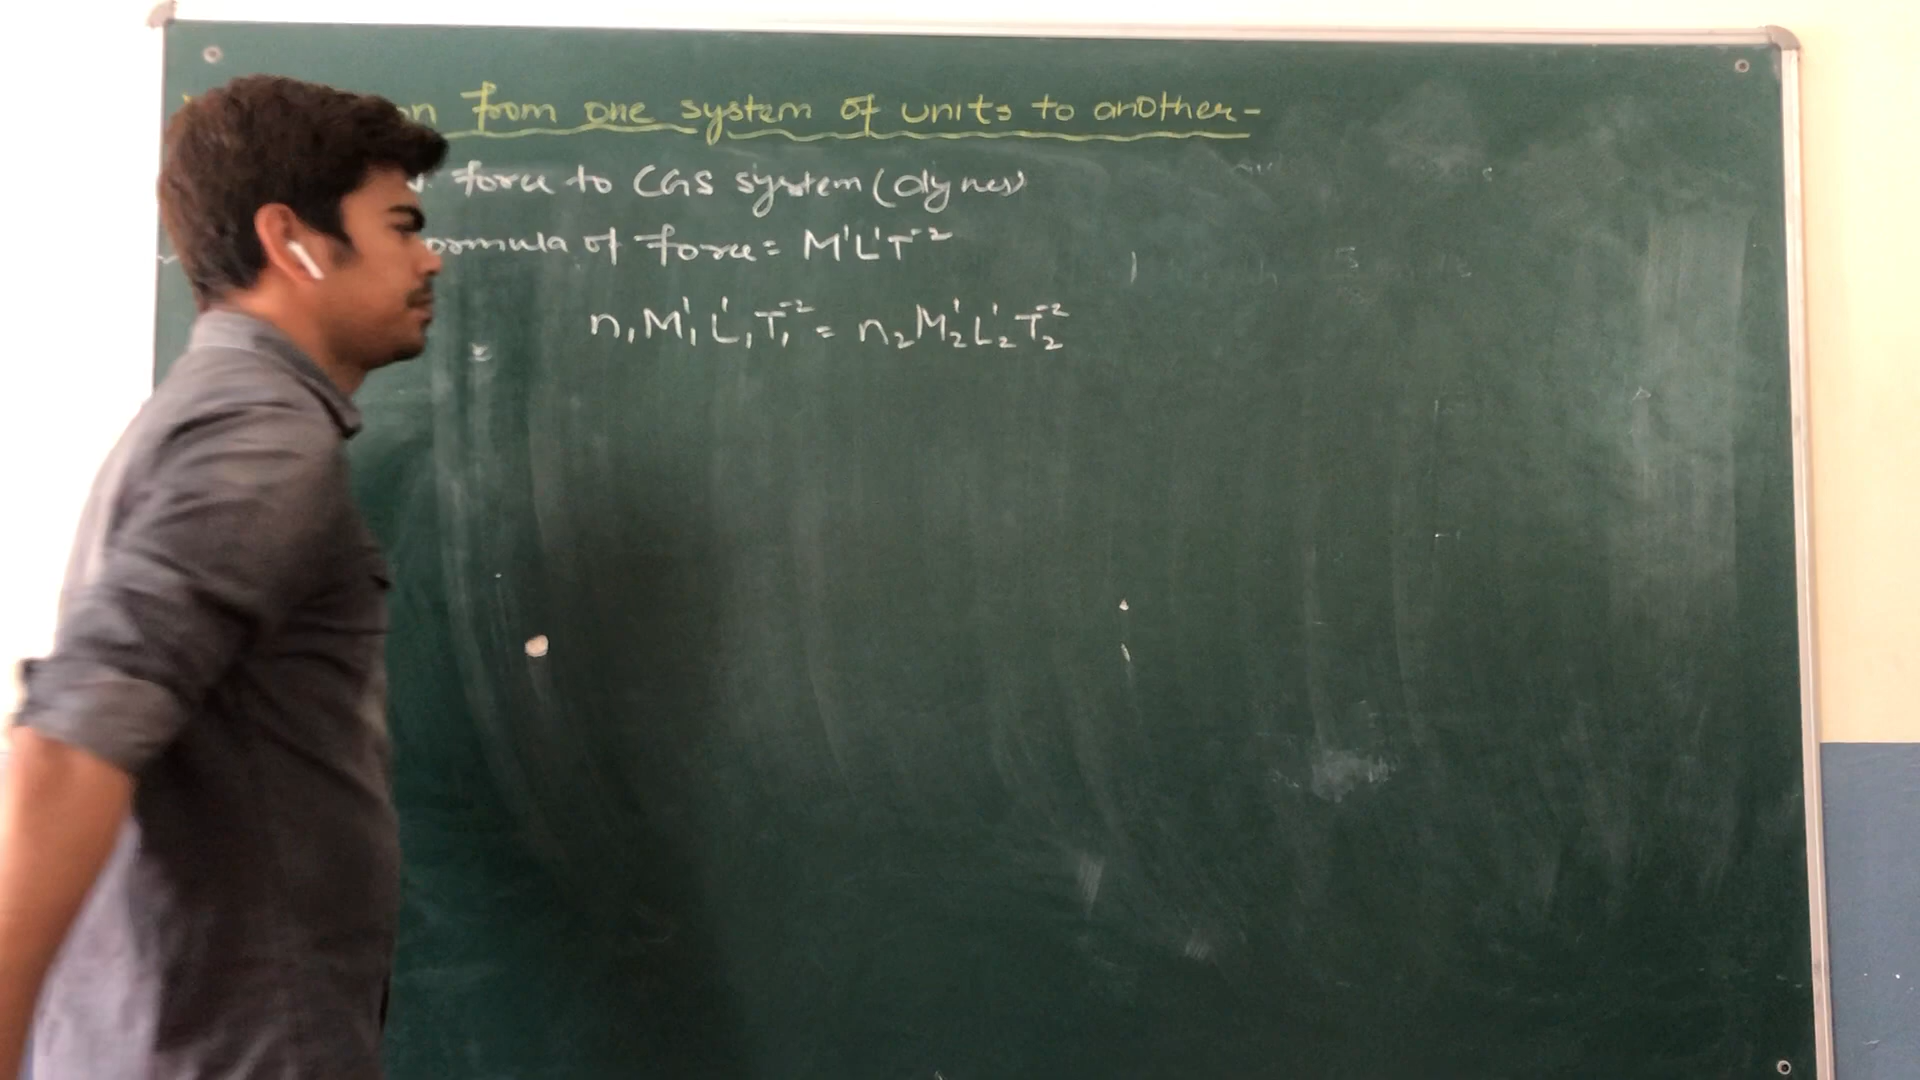 from one system of units to another-
force to CGS system (dynes)
of force = M¹L¹T⁻²
n₁M₁¹L₁¹T₁⁻² = n₂M₂¹L₂¹T₂⁻²